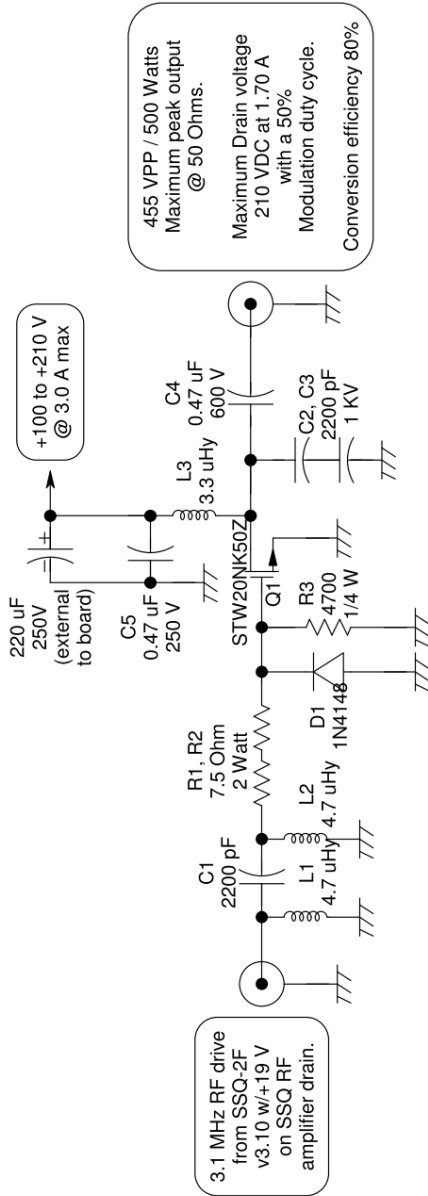 3.1 MHz RF drive
from SSQ-2F
v3.10 w/+19 V
on SSQ RF
amplifier drain.
C1
2200 pF
L1
4.7 uHy
L2
4.7 uHy
R1, R2
7.5 Ohm
2 Watt
D1
1N4148
R3
4700
1/4 W
STW20NK50Z
Q1
220 uF
250V
(external
to board)
− +
C5
0.47 uF
250 V
L3
3.3 uHy
+100 to +210 V
@ 3.0 A max
C4
0.47 uF
600 V
C2, C3
2200 pF
1 KV
455 VPP / 500 Watts
Maximum peak output
@ 50 Ohms.
Maximum Drain voltage
210 VDC at 1.70 A
with a 50%
Modulation duty cycle.
Conversion efficiency 80%